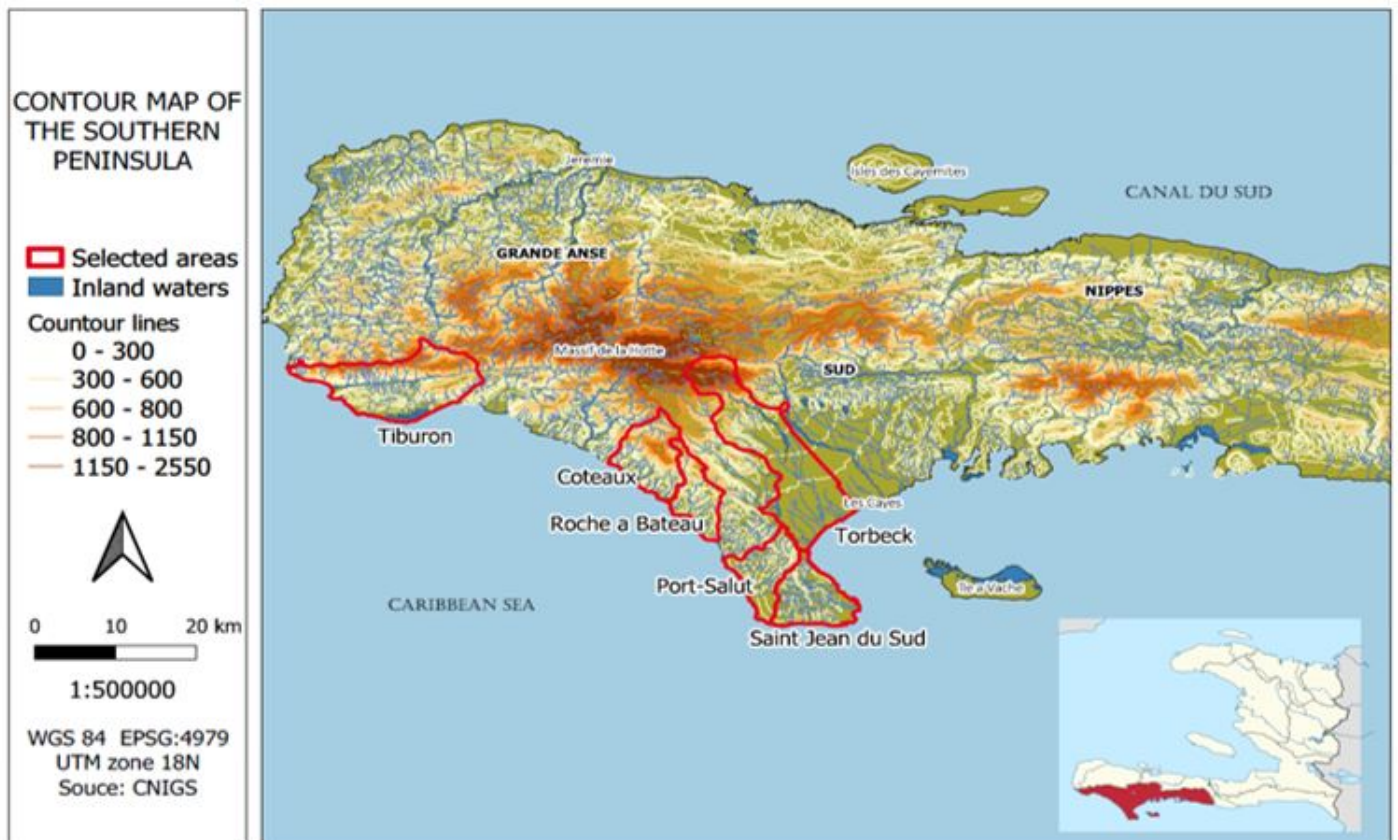 CONTOUR MAP OF
THE SOUTHERN
PENINSULA
Selected areas
Inland waters
Countour lines
0 - 300
300 - 600
600 - 800
800 - 1150
1150 - 2550
0 10 20 km
1:500000
WGS 84 EPSG:4979
UTM zone 18N
Souce: CNIGS
Jeremie
Isles des Cayemites
CANAL DU SUD
GRANDE ANSE
NIPPES
Massif de la Hotte
SUD
Tiburon
Coteaux
Les Cayes
Roche a Bateau
Torbeck
Port-Salut
Ile a Vache
CARIBBEAN SEA
Saint Jean du Sud